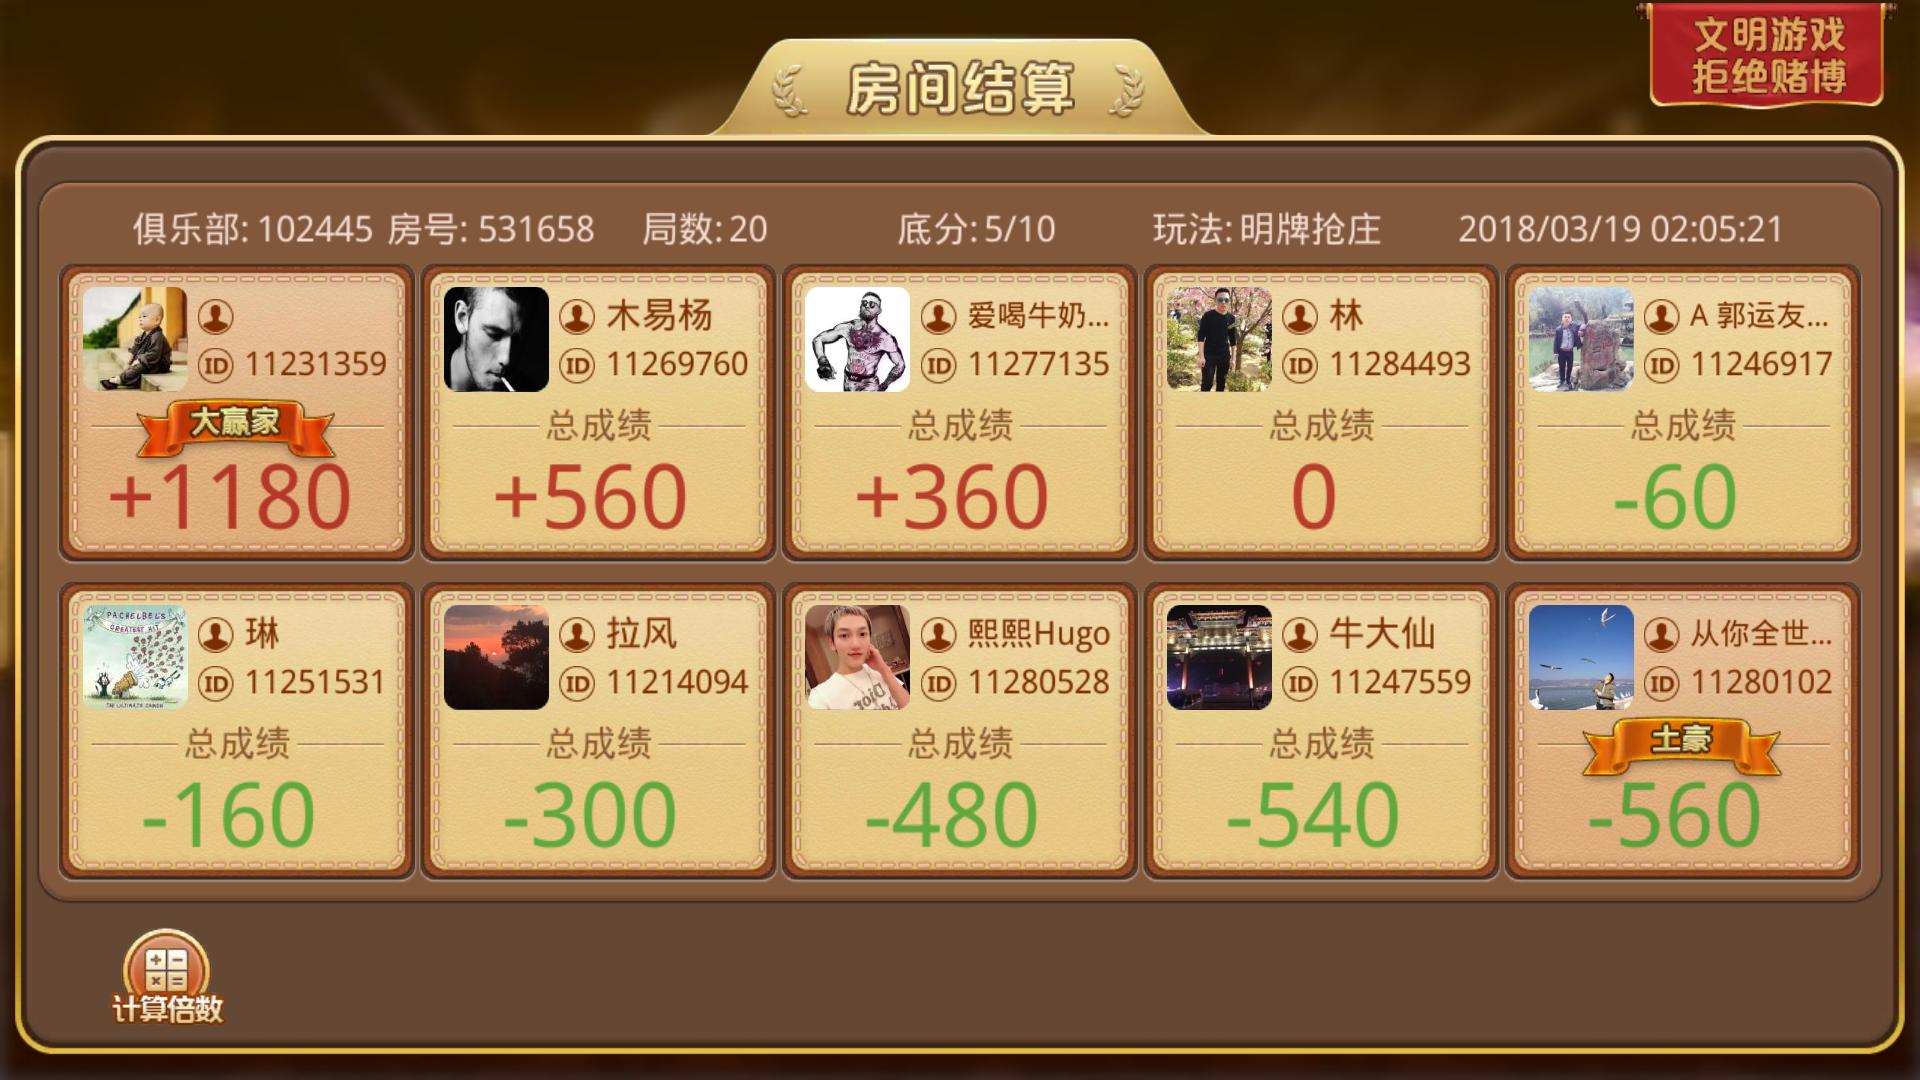 文明游戏
拒绝赌博
房间结算
俱乐部: 102445 房号: 531658 局数: 20 底分: 5/10 玩法: 明牌抢庄 2018/03/19 02:05:21
ID 11231359
大赢家
+1180
木易杨
ID 11269760
总成绩
+560
爱喝牛奶...
ID 11277135
总成绩
+360
林
ID 11284493
总成绩
0
A 郭运友...
ID 11246917
总成绩
-60
PACHELBEL'S
GREATEST HIT
琳
ID 11251531
总成绩
-160
拉风
ID 11214094
总成绩
-300
熙熙Hugo
ID 11280528
总成绩
-480
牛大仙
ID 11247559
总成绩
-540
从你全世...
ID 11280102
土豪
-560
计算倍数